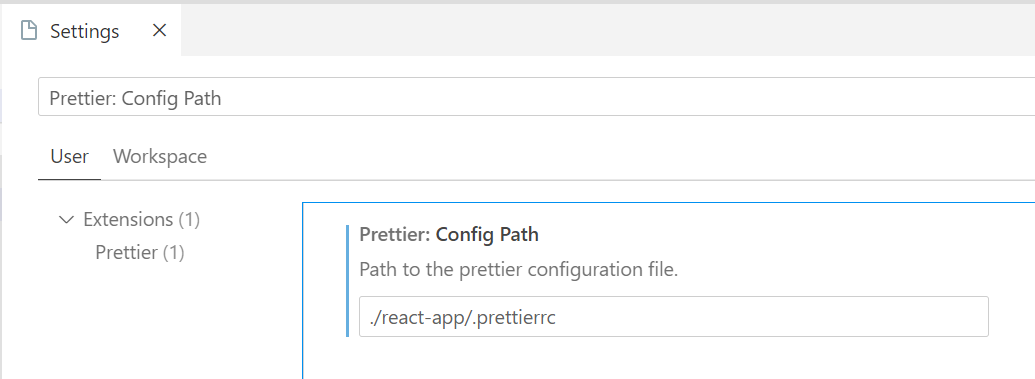 Settings
Prettier: Config Path
User Workspace
Extensions (1)
Prettier (1)
Prettier: Config Path
Path to the prettier configuration file.
./react-app/.prettierrc